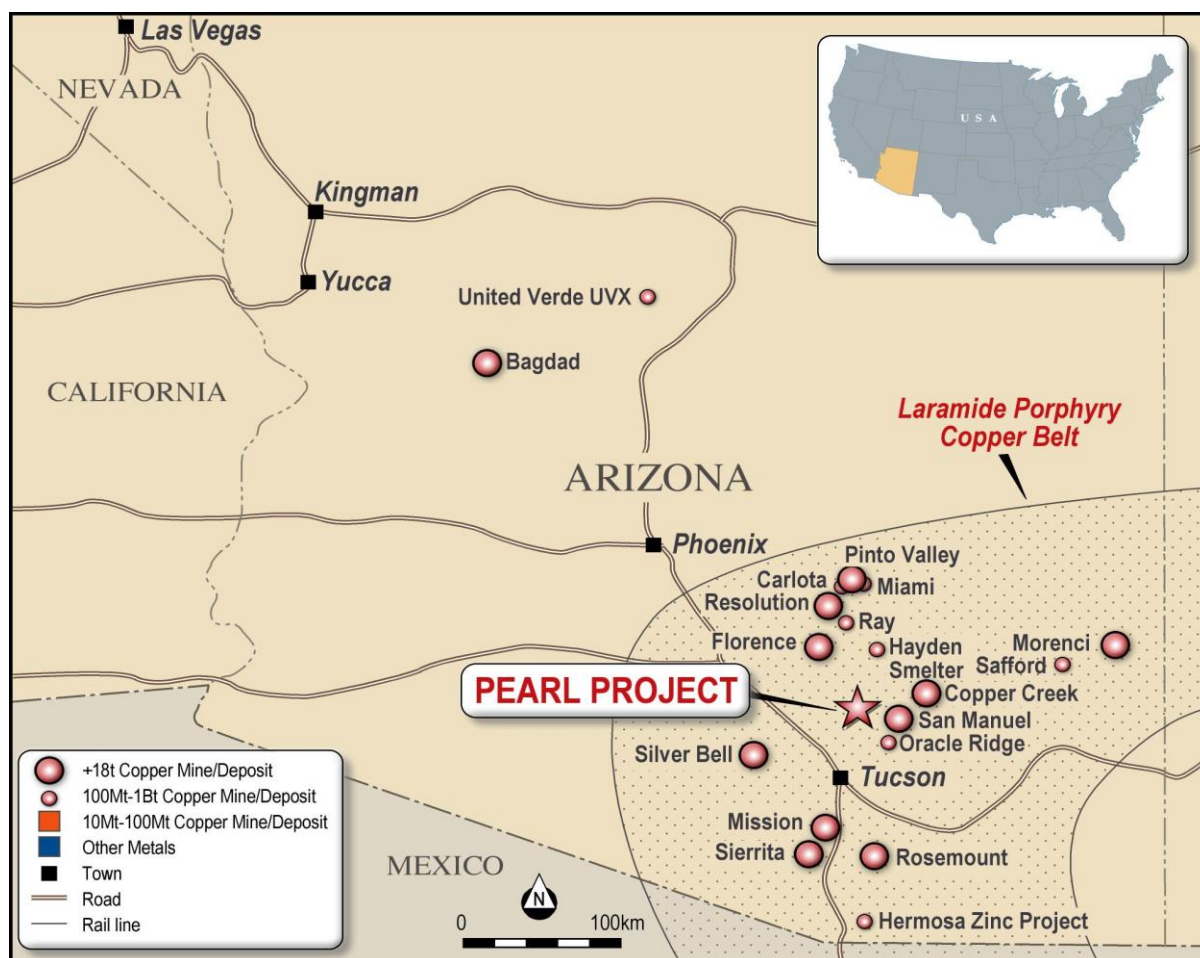 Las Vegas
NEVADA
USA
Kingman
Yucca
United Verde UVX
Bagdad
CALIFORNIA
Laramide Porphyry
Copper Belt
ARIZONA
Phoenix
Pinto Valley
Carlota
Miami
Resolution
Ray
Florence
Hayden
Smelter
Morenci
Safford
PEARL PROJECT
Copper Creek
San Manuel
Oracle Ridge
Silver Bell
Tucson
Mission
Sierrita
Rosemount
Hermosa Zinc Project
MEXICO
N
0 100km
+18t Copper Mine/Deposit
100Mt-1Bt Copper Mine/Deposit
10Mt-100Mt Copper Mine/Deposit
Other Metals
Town
Road
Rail line